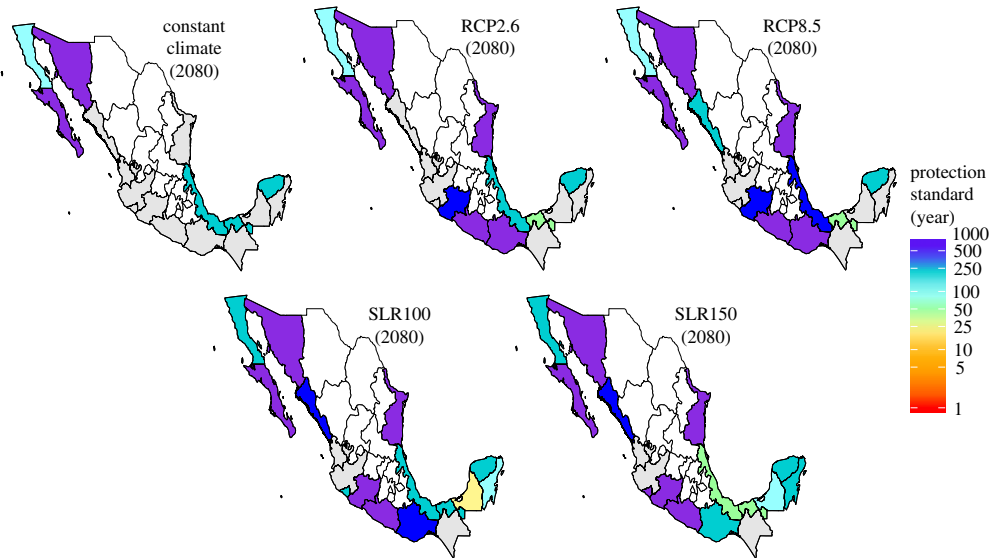 constant
climate
(2080)
RCP2.6
(2080)
RCP8.5
(2080)
protection
standard
(year)
1000
500
250
100
50
25
10
5
1
SLR100
(2080)
SLR150
(2080)